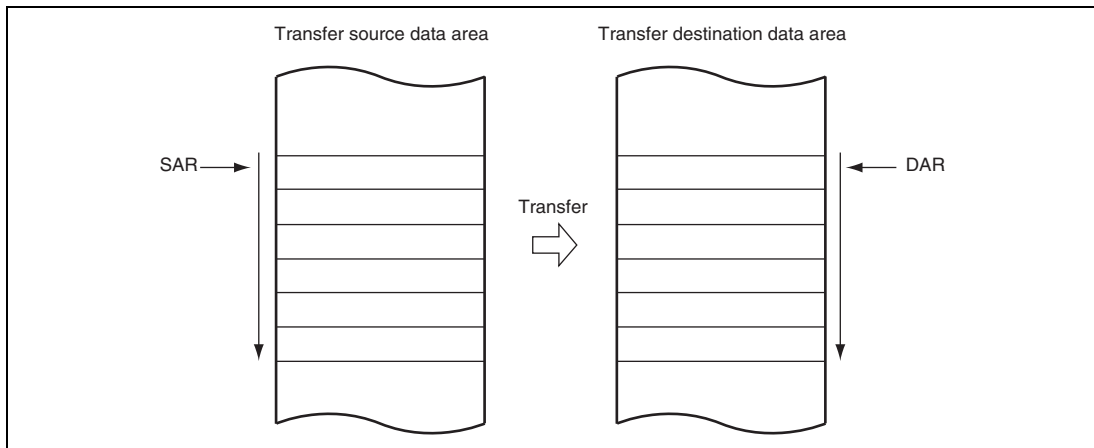 Transfer source data area
Transfer destination data area
SAR
DAR
Transfer